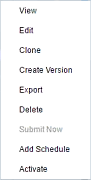 View
Edit
Clone
Create Version
Export
Delete
Submit Now
Add Schedule
Activate